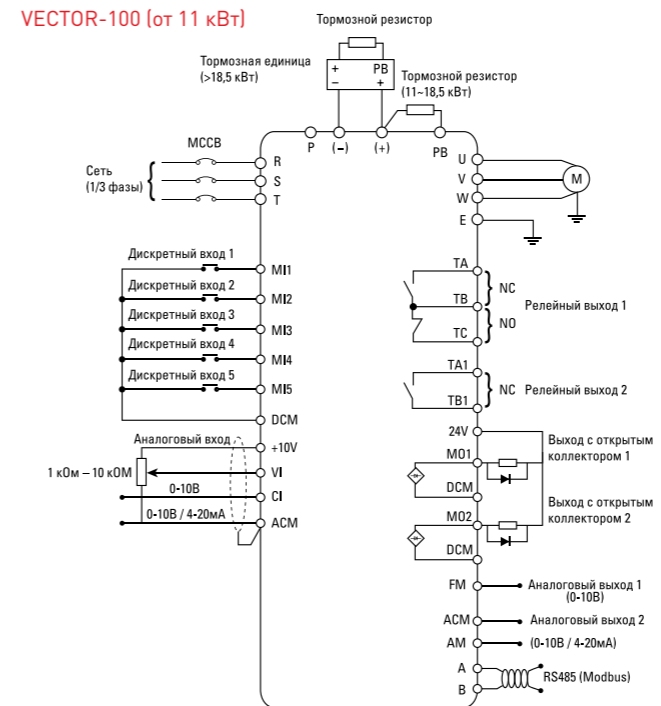 VECTOR-100 (от 11 кВт)
Тормозной резистор
Тормозная единица
(>18,5 кВт)
+ PB
− +
Тормозной резистор
(11~18,5 кВт)
P (−) (+) PB
MCCB
Сеть
(1/3 фазы)
R
S
T
U
V
W
E
M
Дискретный вход 1
MI1
Дискретный вход 2
MI2
Дискретный вход 3
MI3
Дискретный вход 4
MI4
Дискретный вход 5
MI5
DCM
Аналоговый вход
+10V
1 кОм – 10 кОМ
VI
0-10В
CI
0-10В / 4-20мА
ACM
TA
NC
TB
Релейный выход 1
NO
TC
TA1
NC Релейный выход 2
TB1
24V
MO1
Выход с открытым
коллектором 1
DCM
MO2
Выход с открытым
коллектором 2
DCM
FM
Аналоговый выход 1
(0-10В)
ACM
Аналоговый выход 2
AM
(0-10В / 4-20мА)
A
RS485 (Modbus)
B